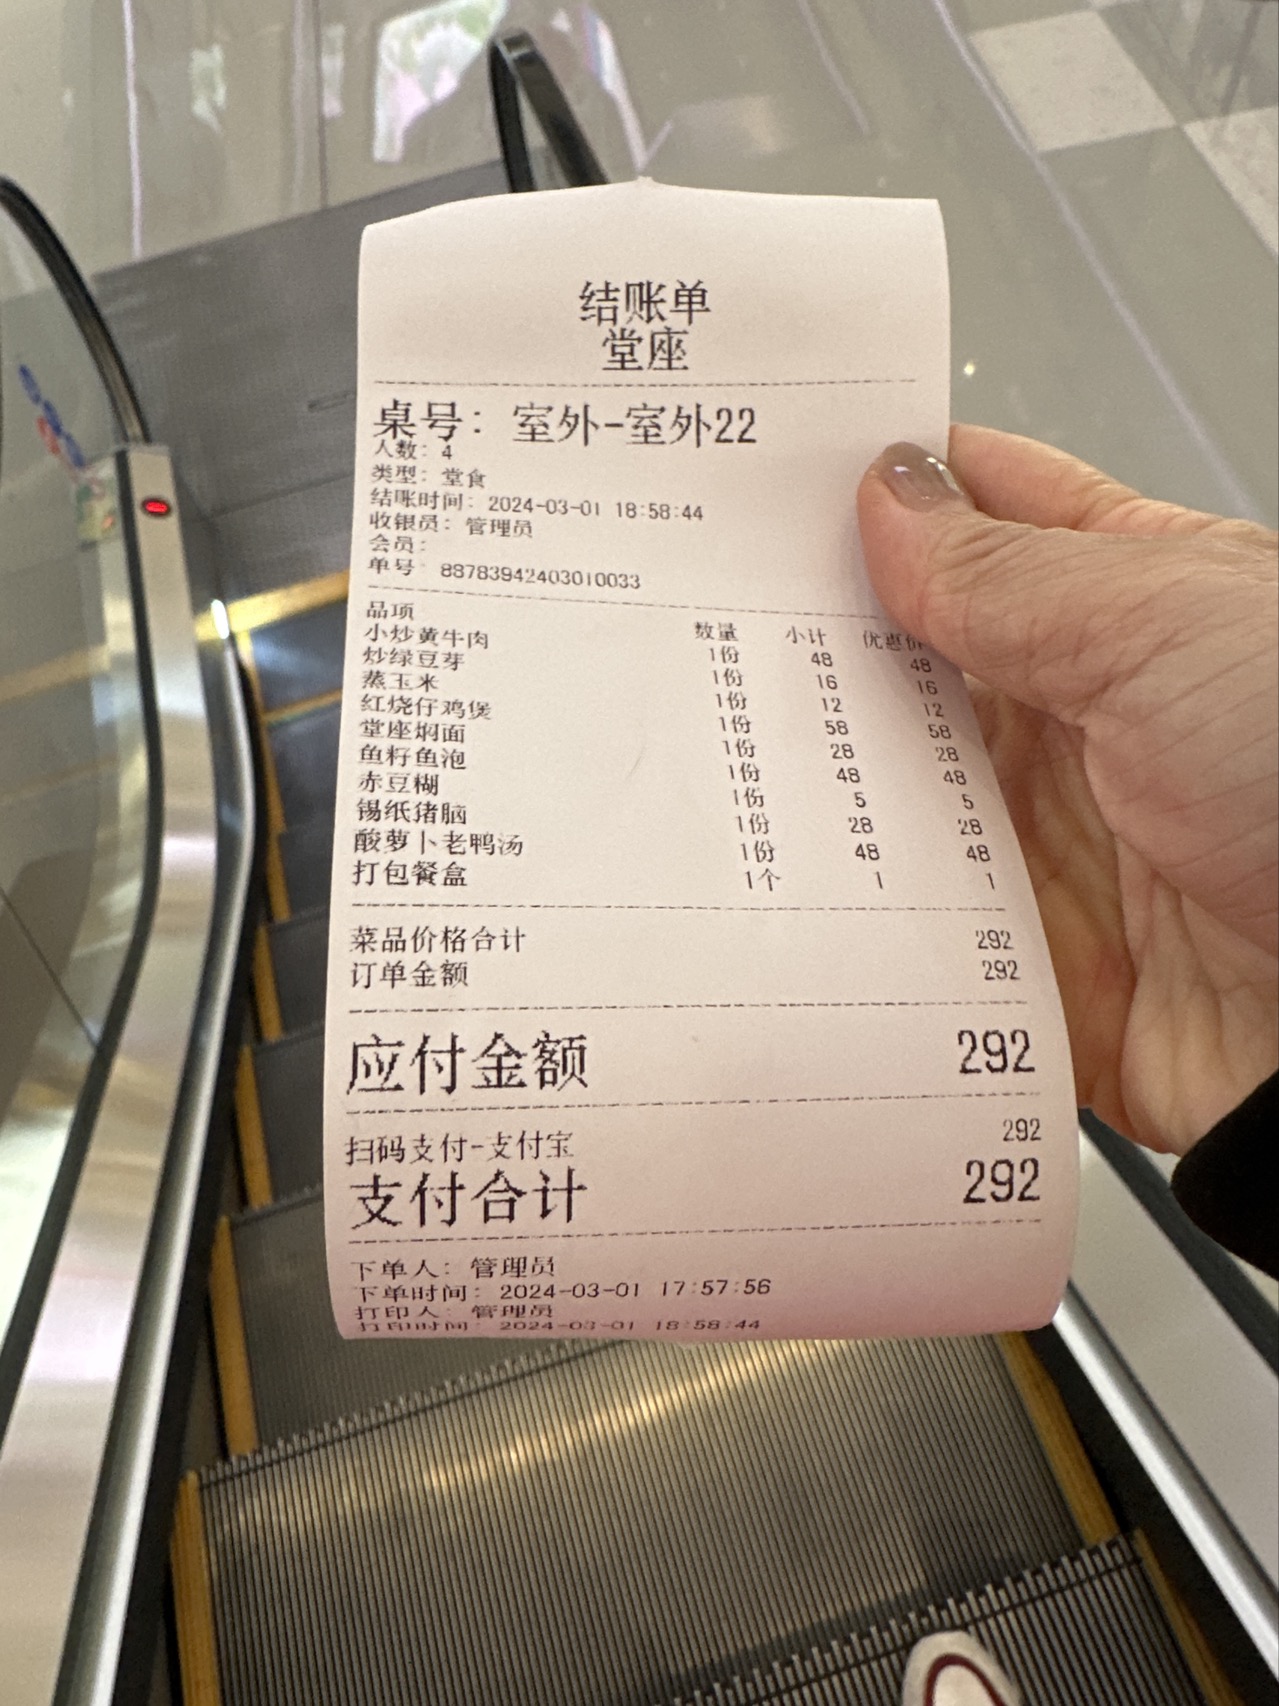 结账单
堂座
桌号: 室外-室外22
人数: 4
类型: 堂食
结账时间: 2024-03-01 18:58:44
收银员: 管理员
会员:
单号 88783942403010033
品项 数量 小计 优惠价
小炒黄牛肉 1份 48 48
炒绿豆芽 1份 16 16
蒸玉米 1份 12 12
红烧仔鸡煲 1份 58 58
堂座焖面 1份 28 28
鱼籽鱼泡 1份 48 48
赤豆糊 1份 5 5
锡纸猪脑 1份 28 28
酸萝卜老鸭汤 1份 48 48
打包餐盒 1个 1 1
菜品价格合计 292
订单金额 292
应付金额 292
扫码支付-支付宝 292
支付合计 292
下单人: 管理员
下单时间: 2024-03-01 17:57:56
打印人: 管理员
打印时间: 2024-03-01 18:58:44